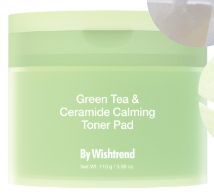 Green Tea &
Ceramide Calming
Toner Pad
By Wishtrend